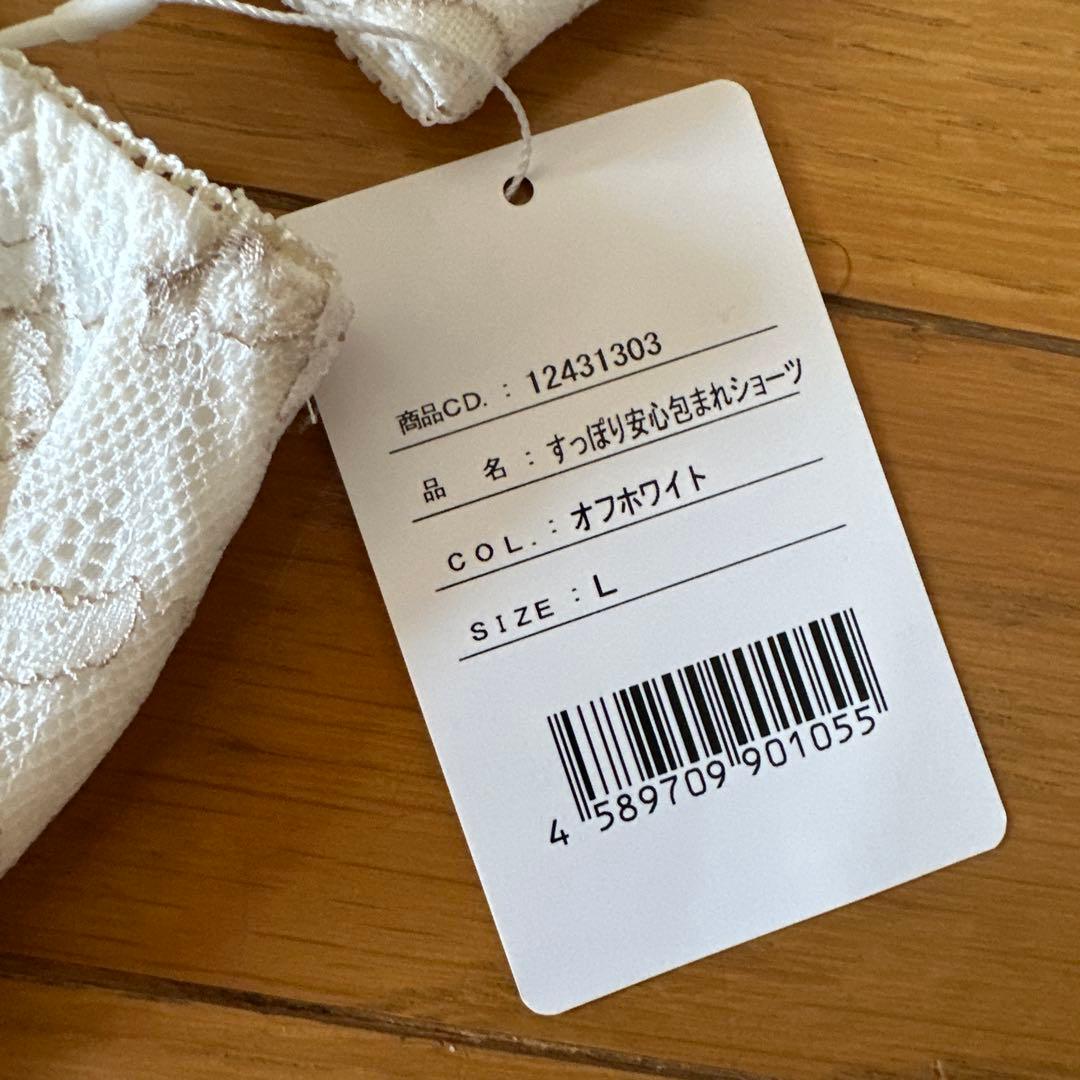 商品CD. : 12431303
品 名 : すっぽり安心包まれショーツ
COL. : オフホワイト
SIZE : L
4 589709 901055